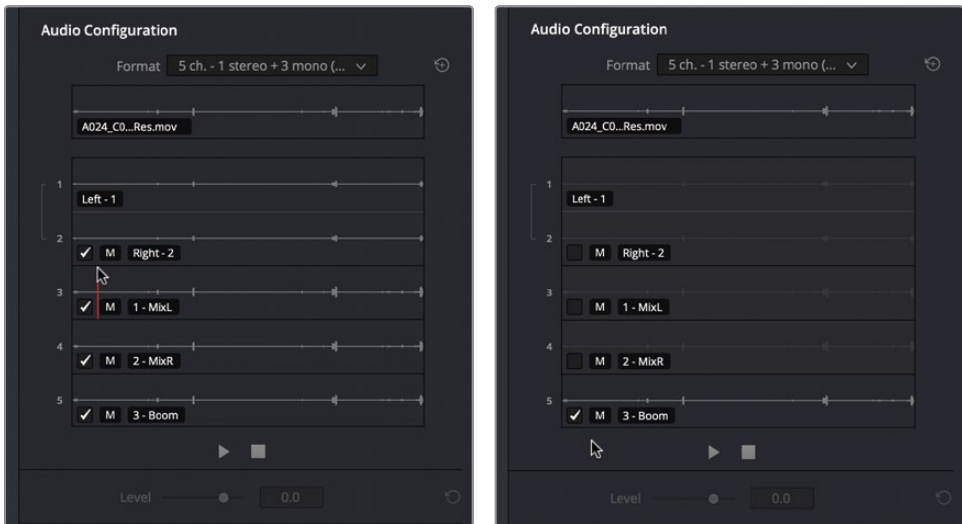 Audio Configuration
Format 5 ch. - 1 stereo + 3 mono (...
A024_C0...Res.mov
1
Left - 1
2
M Right - 2
3
M 1 - MixL
4
M 2 - MixR
5
M 3 - Boom
Level 0.0
Audio Configuration
Format 5 ch. - 1 stereo + 3 mono (...
A024_C0...Res.mov
1
Left - 1
2
M Right - 2
3
M 1 - MixL
4
M 2 - MixR
5
M 3 - Boom
Level 0.0